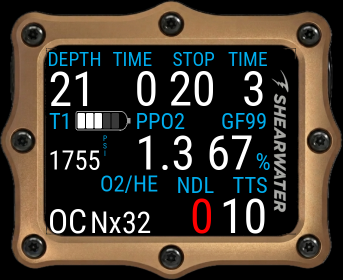 DEPTH TIME STOP TIME
21 0 20 3
T1 PPO2 GF99
1755 PSI 1.3 67%
O2/HE NDL TTS
OC Nx32 0 10
SHEARWATER